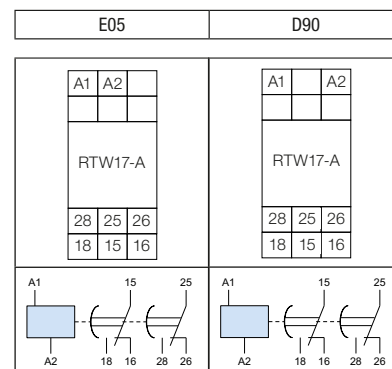 E05 D90
A1 A2 A1 A2
RTW17-A RTW17-A
28 25 26 28 25 26
18 15 16 18 15 16
A1 15 25 A1 15 25
A2 18 16 28 26 A2 18 16 28 26